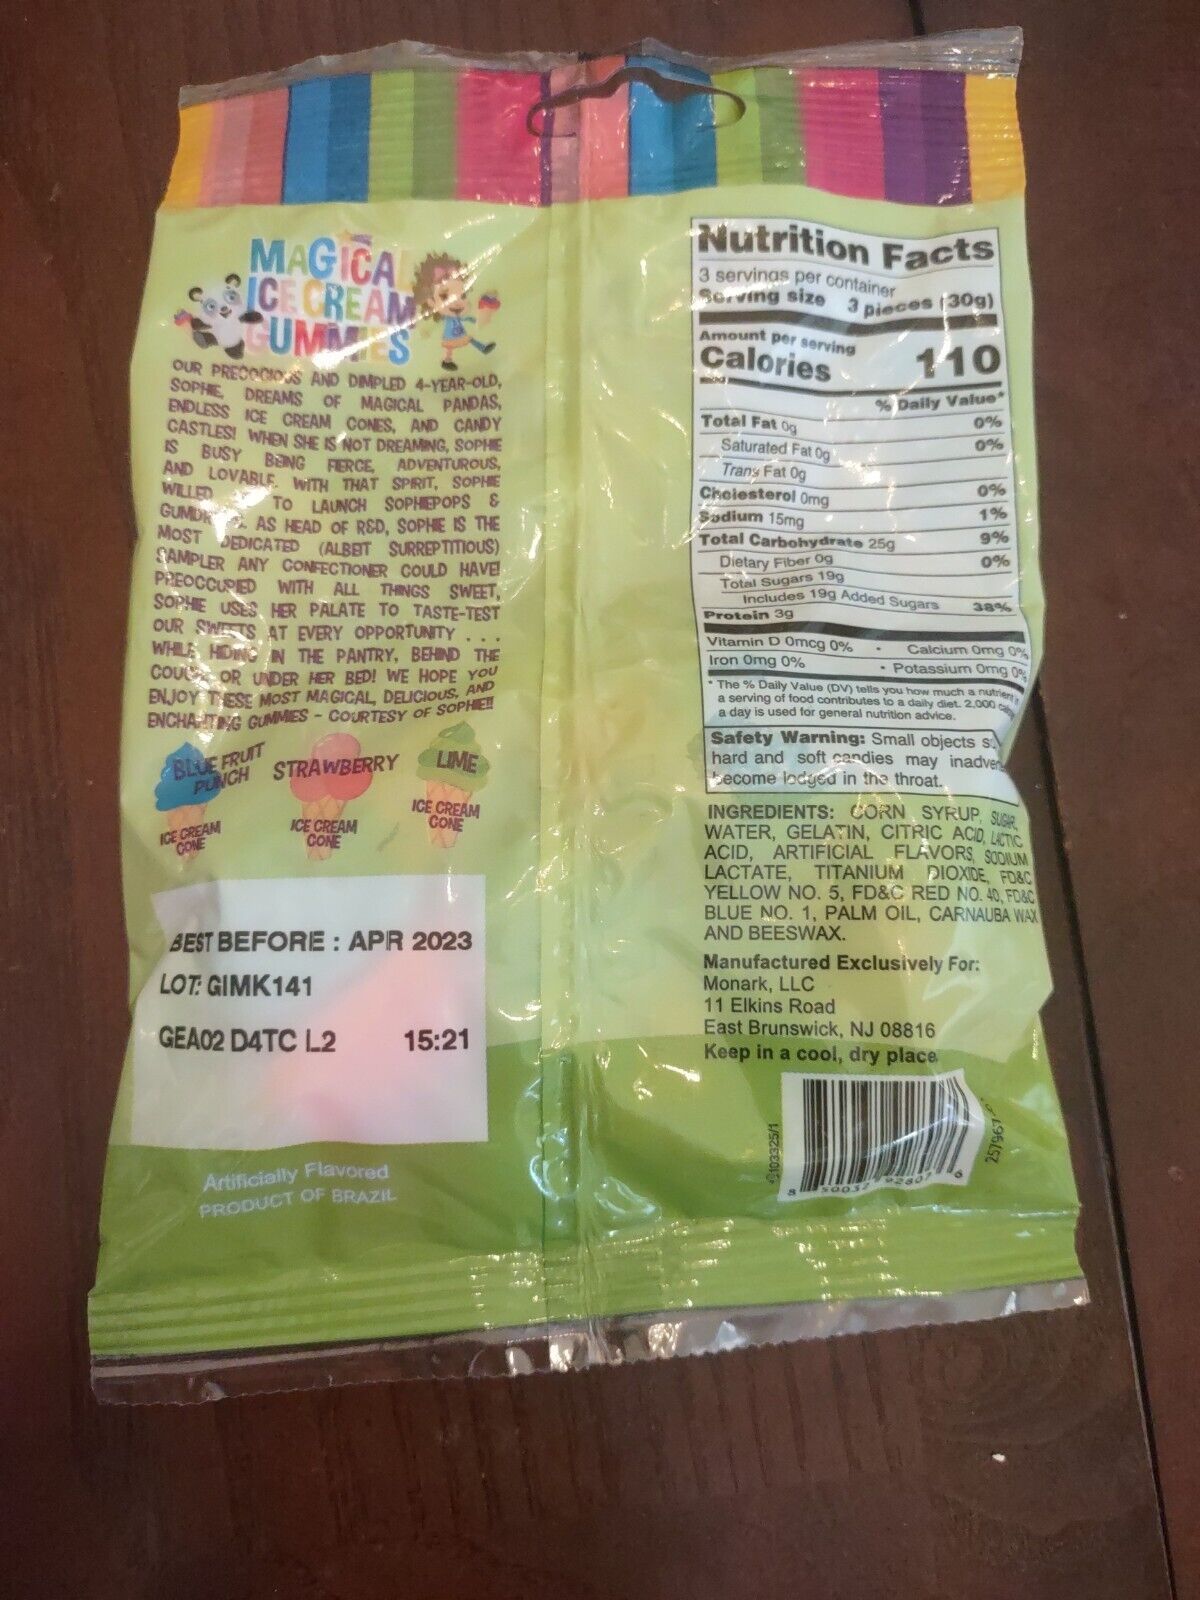 MAGICAL
ICE CREAM
GUMMIES
OUR PRECOCIOUS AND DIMPLED 4-YEAR-OLD,
SOPHIE, DREAMS OF MAGICAL PANDAS,
ENDLESS ICE CREAM CONES, AND CANDY
CASTLES! WHEN SHE IS NOT DREAMING, SOPHIE
IS BUSY BEING FIERCE, ADVENTUROUS,
AND LOVABLE. WITH THAT SPIRIT, SOPHIE
WILLED TO LAUNCH SOPHIEPOPS &
AS HEAD OF R&D, SOPHIE IS THE
MOST DEDICATED (ALBEIT SURREPTITIOUS)
SAMPLER ANY CONFECTIONER COULD HAVE!
PREOCCUPIED WITH ALL THINGS SWEET,
SOPHIE USES HER PALATE TO TASTE-TEST
OUR SWEETS AT EVERY OPPORTUNITY ...
WHILE HIDING IN THE PANTRY, BEHIND THE
COUCH, OR UNDER HER BED! WE HOPE YOU
ENJOY THESE MOST MAGICAL, DELICIOUS, AND
ENCHANTING GUMMIES - COURTESY OF SOPHIE!!
BLUE FRUIT
PUNCH
ICE CREAM
CONE
STRAWBERRY
ICE CREAM
CONE
LIME
ICE CREAM
CONE
BEST BEFORE : APR 2023
LOT: GIMK141
GEA02 D4TC L2 15:21
Artificially Flavored
PRODUCT OF BRAZIL
Nutrition Facts
3 servings per container
Serving size 3 pieces (30g)
Amount per serving
Calories 110
% Daily Value*
Total Fat 0g 0%
Saturated Fat 0g 0%
Trans Fat 0g
Cholesterol 0mg 0%
Sodium 15mg 1%
Total Carbohydrate 25g 9%
Dietary Fiber 0g 0%
Total Sugars 19g
Includes 19g Added Sugars 38%
Protein 3g
Vitamin D 0mcg 0% • Calcium 0mg 0%
Iron 0mg 0% • Potassium 0mg 0%
* The % Daily Value (DV) tells you how much a nutrient in
a serving of food contributes to a daily diet. 2,000
a day is used for general nutrition advice.
Safety Warning: Small objects
hard and soft candies may
become lodged in the throat.
INGREDIENTS: CORN SYRUP, SUGAR,
WATER, GELATIN, CITRIC ACID, LACTIC
ACID, ARTIFICIAL FLAVORS, SODIUM
LACTATE, TITANIUM DIOXIDE, FD&C
YELLOW NO. 5, FD&C RED NO. 40, FD&C
BLUE NO. 1, PALM OIL, CARNAUBA WAX
AND BEESWAX.
Manufactured Exclusively For:
Monark, LLC
11 Elkins Road
East Brunswick, NJ 08816
Keep in a cool, dry place
8 50032 92807 6